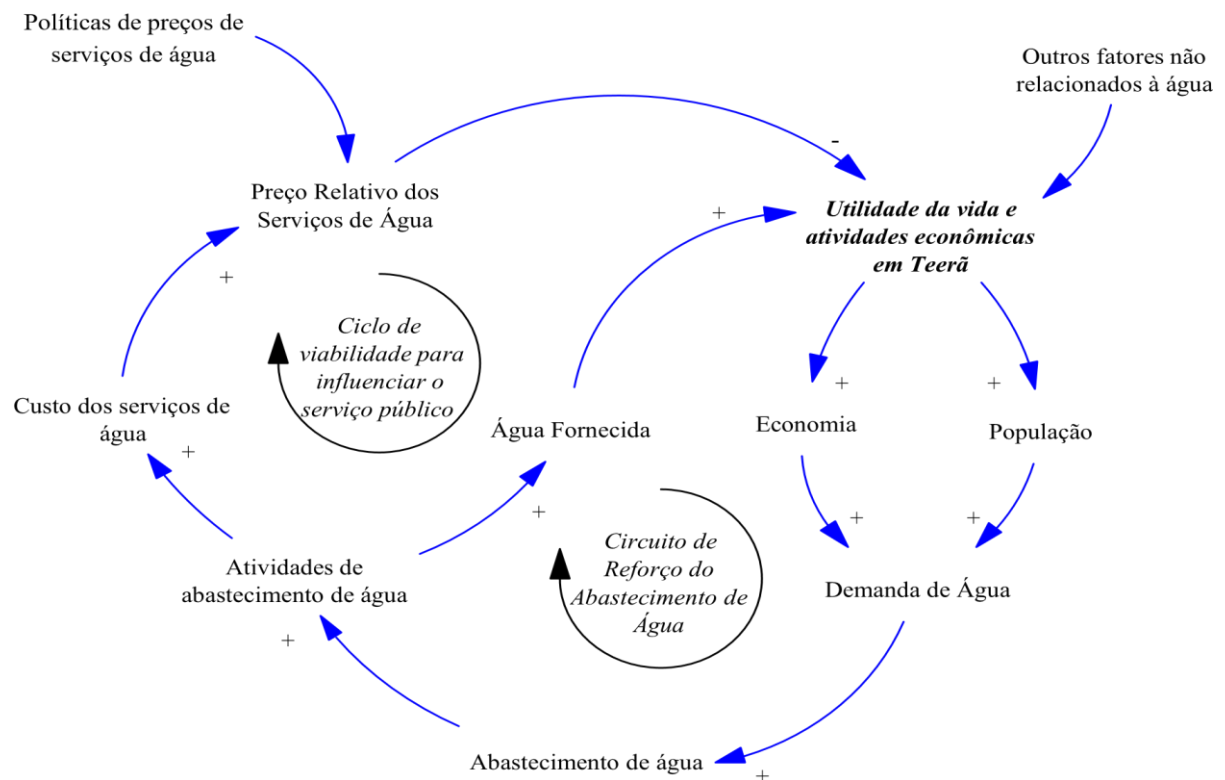 Políticas de preços de
serviços de água
Outros fatores não
relacionados à água
-
Preço Relativo dos
Serviços de Água
+
Utilidade da vida e
atividades econômicas
em Teerã
+
Ciclo de
viabilidade para
influenciar o
serviço público
+
+
Custo dos serviços de
água
+
Água Fornecida
Economia
População
+
+
+
Circuito de
Reforço do
Abastecimento de
Água
Atividades de
abastecimento de água
+
Demanda de Água
Abastecimento de água
+